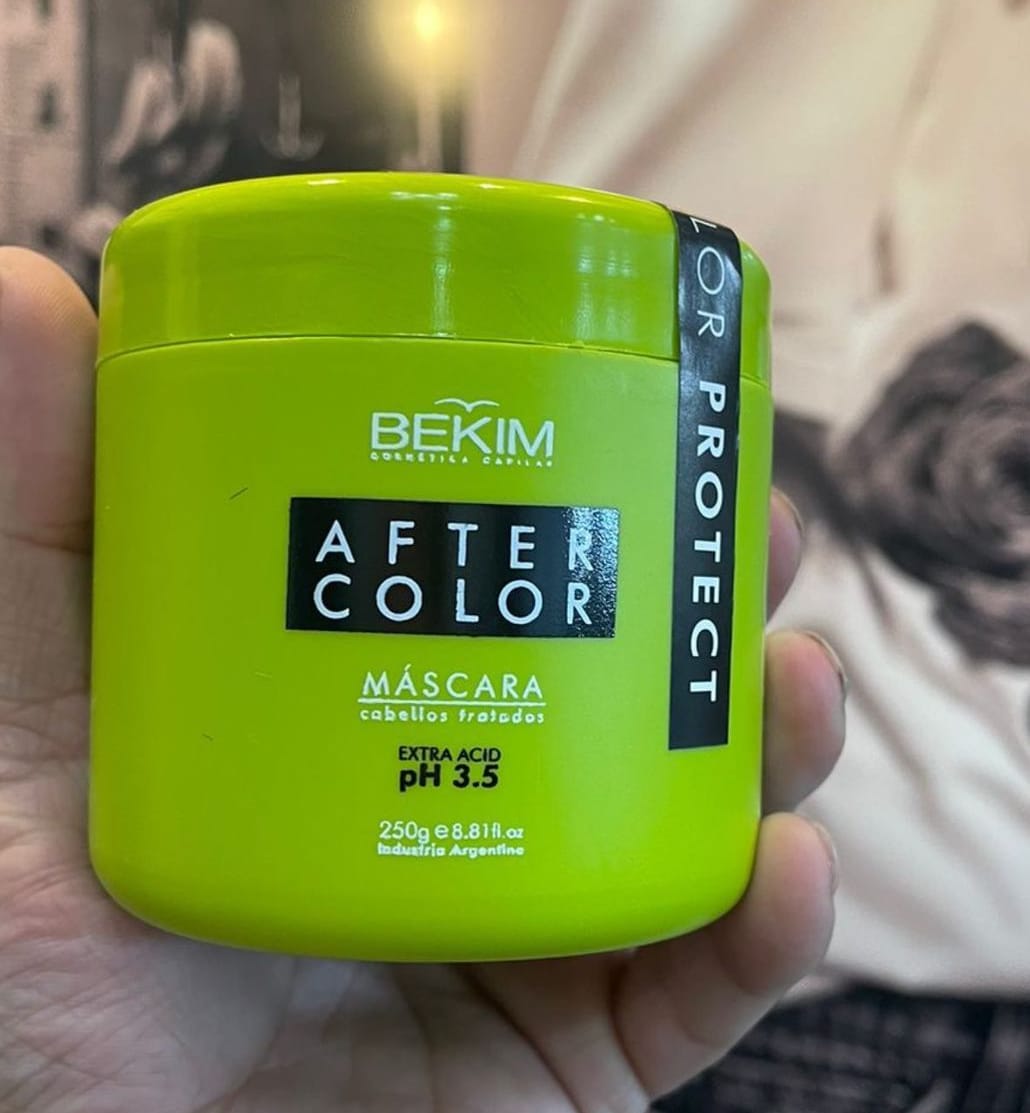 BEKIM
COSMÉTICA CAPILAR
AFTER
COLOR
MÁSCARA
cabellos tratados
EXTRA ACID
pH 3.5
250g e 8.81fl.oz
Industria Argentina
LOR PROTECT